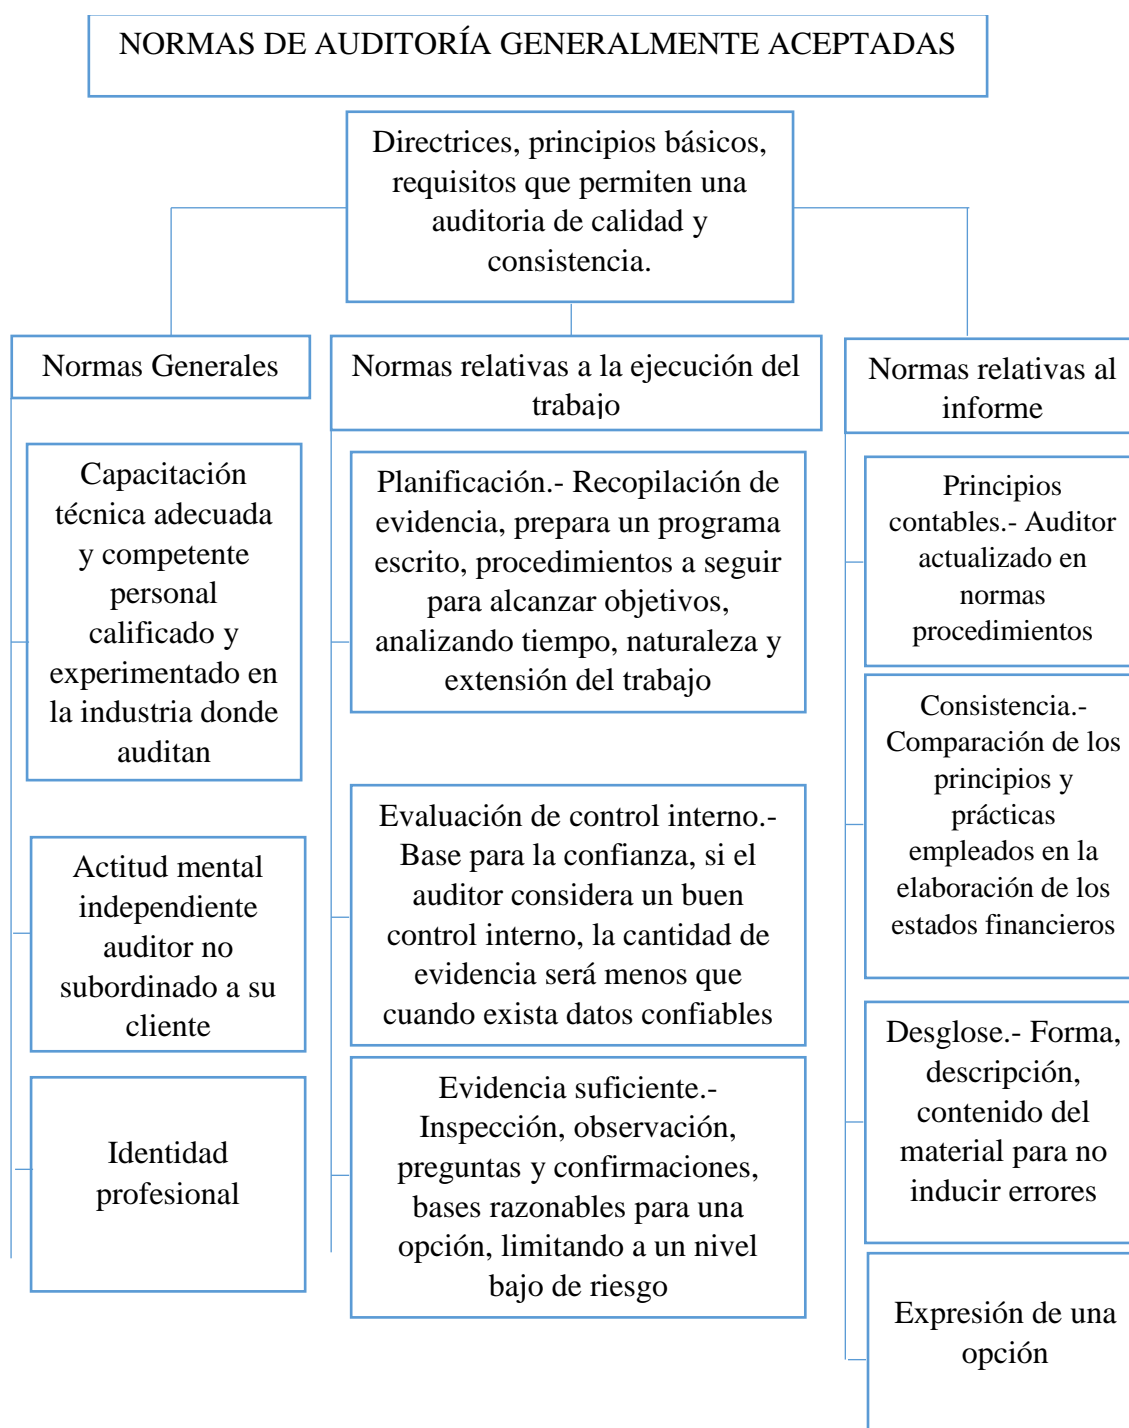 NORMAS DE AUDITORÍA GENERALMENTE ACEPTADAS
Directrices, principios básicos,
requisitos que permiten una
auditoria de calidad y
consistencia.
Normas Generales
Capacitación
técnica adecuada
y competente
personal
calificado y
experimentado en
la industria donde
auditan
Actitud mental
independiente
auditor no
subordinado a su
cliente
Identidad
profesional
Normas relativas a la ejecución del
trabajo
Planificación.- Recopilación de
evidencia, prepara un programa
escrito, procedimientos a seguir
para alcanzar objetivos,
analizando tiempo, naturaleza y
extensión del trabajo
Evaluación de control interno.-
Base para la confianza, si el
auditor considera un buen
control interno, la cantidad de
evidencia será menos que
cuando exista datos confiables
Evidencia suficiente.-
Inspección, observación,
preguntas y confirmaciones,
bases razonables para una
opción, limitando a un nivel
bajo de riesgo
Normas relativas al
informe
Principios
contables.- Auditor
actualizado en
normas
procedimientos
Consistencia.-
Comparación de los
principios y
prácticas
empleados en la
elaboración de los
estados financieros
Desglose.- Forma,
descripción,
contenido del
material para no
inducir errores
Expresión de una
opción